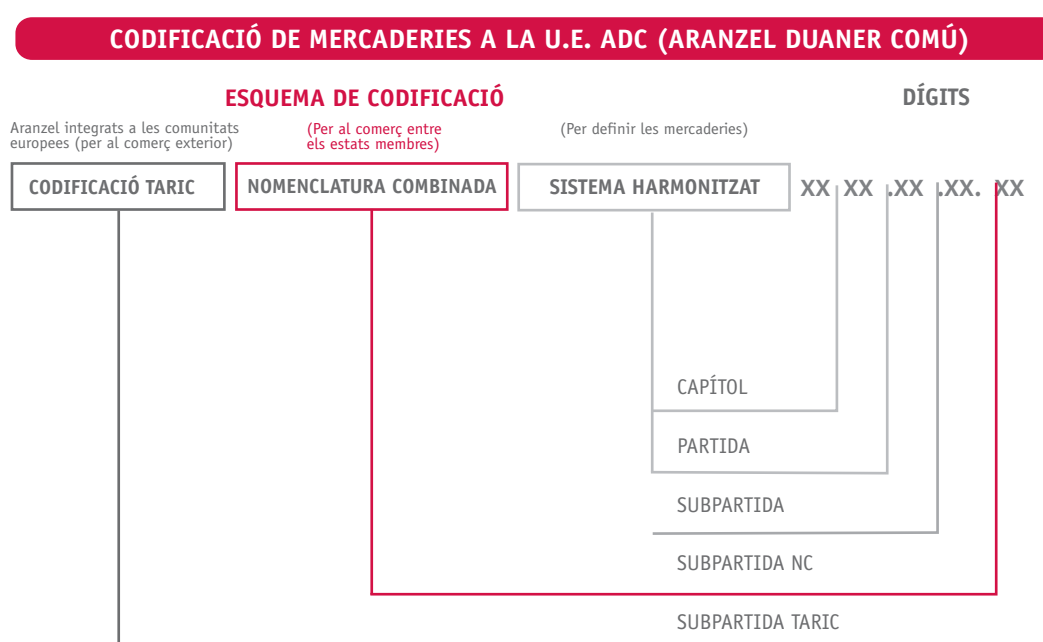 CODIFICACIÓ DE MERCADERIES A LA U.E. ADC (ARANZEL DUANER COMÚ)
ESQUEMA DE CODIFICACIÓ
DÍGITS
Aranzel integrats a les comunitats
europees (per al comerç exterior)
(Per al comerç entre
els estats membres)
(Per definir les mercaderies)
CODIFICACIÓ TARIC
NOMENCLATURA COMBINADA
SISTEMA HARMONITZAT
XX XX .XX .XX. XX
CAPÍTOL
PARTIDA
SUBPARTIDA
SUBPARTIDA NC
SUBPARTIDA TARIC